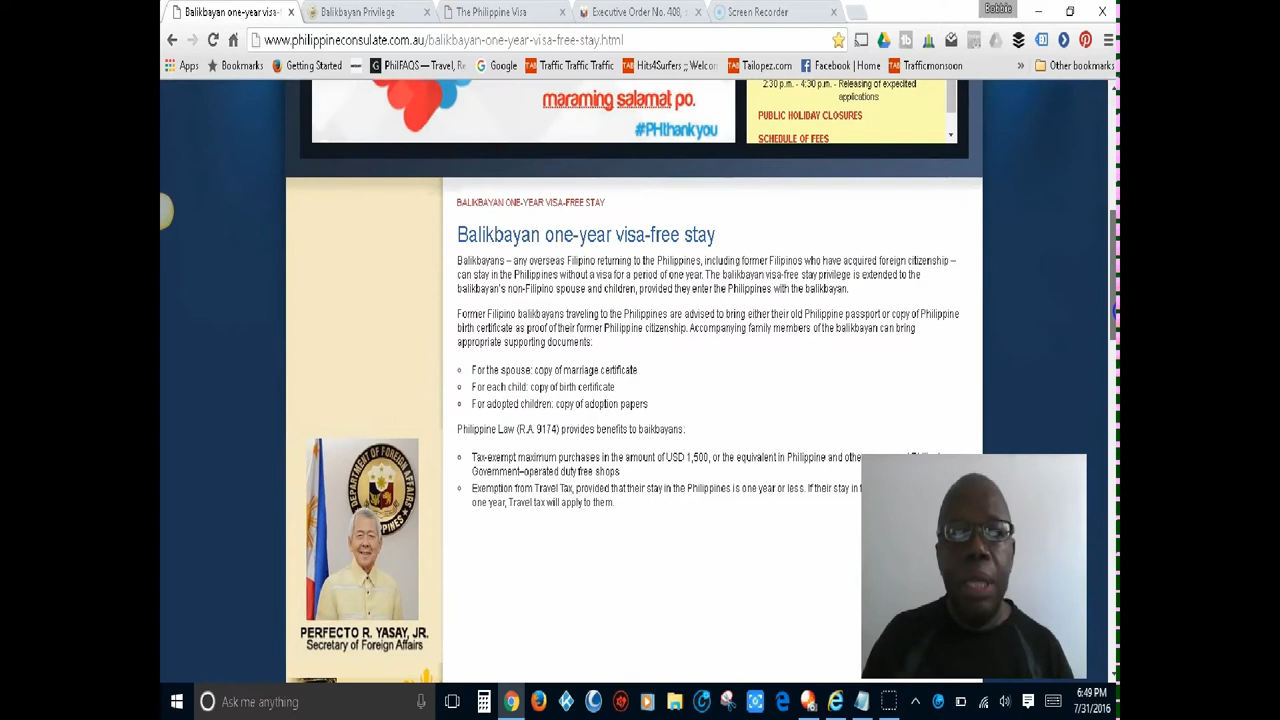 Balikbayan one-year visa-
Balikbayan Privilege
The Philippine Visa
Executive Order No. 408, s
Screen Recorder
Bobbie
www.philippineconsulate.com.au/balikbayan-one-year-visa-free-stay.html
Apps
Bookmarks
Getting Started
PhilFAQS — Travel, Re
Google
Traffic Traffic Traffic
Hits4Surfers ;; Welcon
Tailopez.com
Facebook | Home
Trafficmonsoon
Other bookmarks
maraming salamat po.
#PHthankyou
2:30 p.m. - 4:30 p.m. - Releasing of expecited
applications
PUBLIC HOLIDAY CLOSURES
SCHEDULE OF FEES
BALIKBAYAN ONE-YEAR VISA-FREE STAY
Balikbayan one-year visa-free stay
Balikbayans – any overseas Filipino returning to the Philippines, including former Filipinos who have acquired foreign citizenship –
can stay in the Philippines without a visa for a period of one year. The balikbayan visa-free stay privilege is extended to the
balikbayan's non-Filipino spouse and children, provided they enter the Philippines with the balikbayan.
Former Filipino balikbayans traveling to the Philippines are advised to bring either their old Philippine passport or copy of Philippine
birth certificate as proof of their former Philippine citizenship. Accompanying family members of the balikbayan can bring
appropriate supporting documents:
For the spouse: copy of marriage certificate
For each child: copy of birth certificate
For adopted children: copy of adoption papers
Philippine Law (R.A. 9174) provides benefits to baikbayans:
Tax-exempt maximum purchases in the amount of USD 1,500, or the equivalent in Philippine and othe
Government–operated duty free shops
Exemption from Travel Tax, provided that their stay in the Philippines is one year or less. If their stay in
one year, Travel tax will apply to them.
DEPARTMENT OF FOREIGN AFFAIRS
PERFECTO R. YASAY, JR.
Secretary of Foreign Affairs
Ask me anything
6:49 PM
7/31/2016